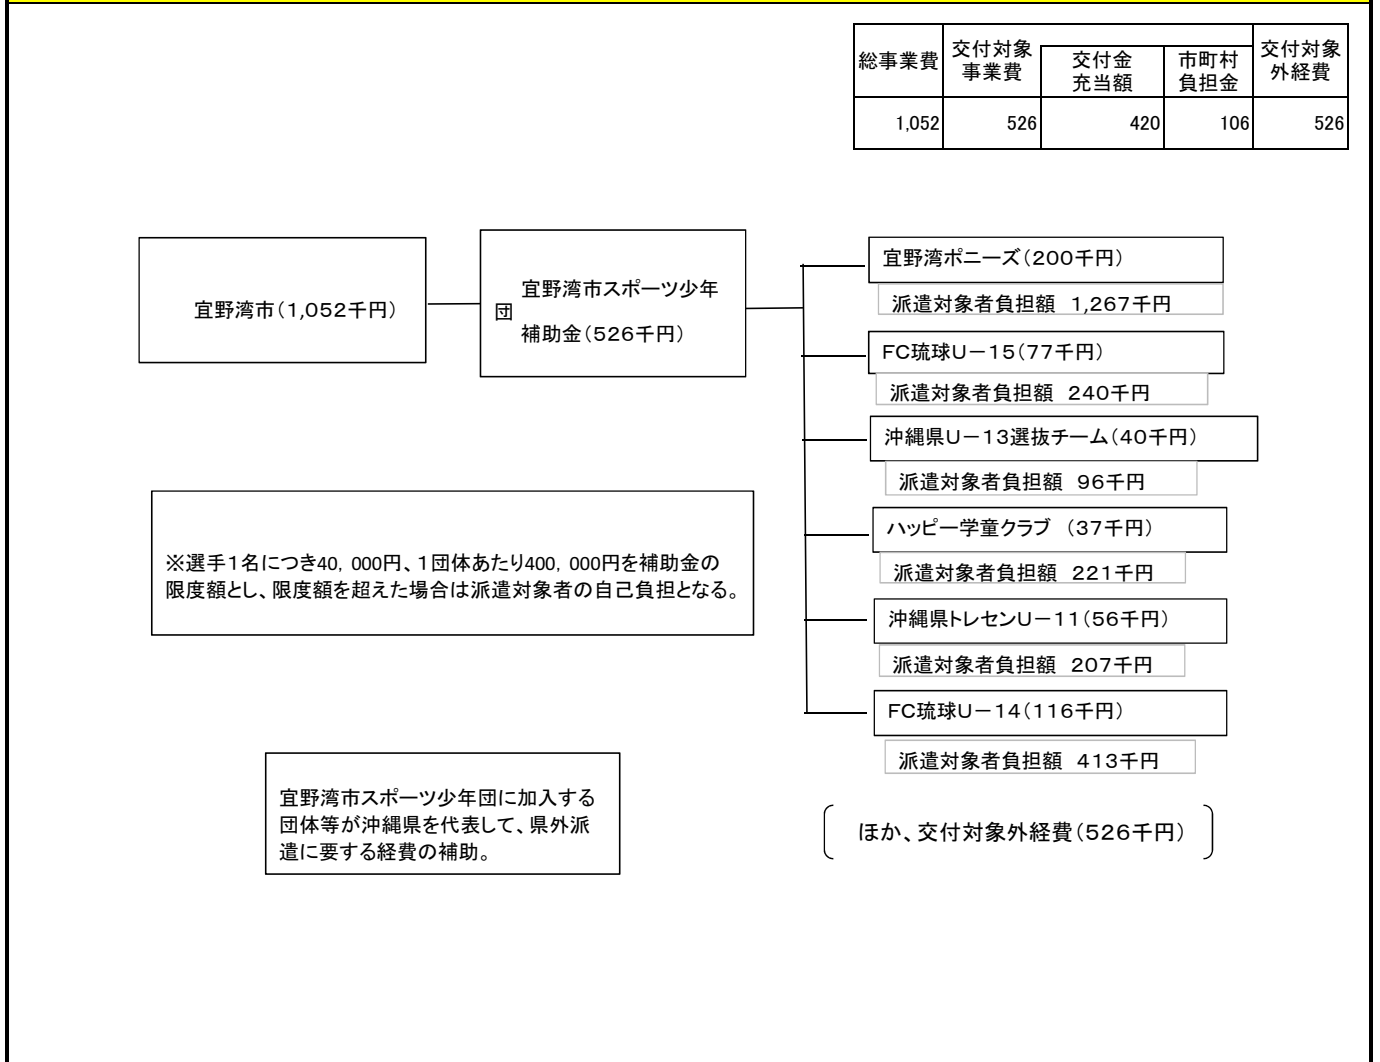 総事業費
交付対象
事業費
交付金
充当額
市町村
負担金
交付対象
外経費
1,052
526
420
106
526
宜野湾市（1,052千円）
宜野湾市スポーツ少年
団
補助金（526千円）
宜野湾ポニーズ（200千円）
派遣対象者負担額　1,267千円
FC琉球U－15（77千円）
派遣対象者負担額　240千円
沖縄県U－13選抜チーム（40千円）
派遣対象者負担額　96千円
ハッピー学童クラブ　（37千円）
派遣対象者負担額　221千円
沖縄県トレセンU－11（56千円）
派遣対象者負担額　207千円
FC琉球U－14（116千円）
派遣対象者負担額　413千円
ほか、交付対象外経費（526千円）
※選手１名につき40，000円、１団体あたり400，000円を補助金の
限度額とし、限度額を超えた場合は派遣対象者の自己負担となる。
宜野湾市スポーツ少年団に加入する
団体等が沖縄県を代表して、県外派
遣に要する経費の補助。